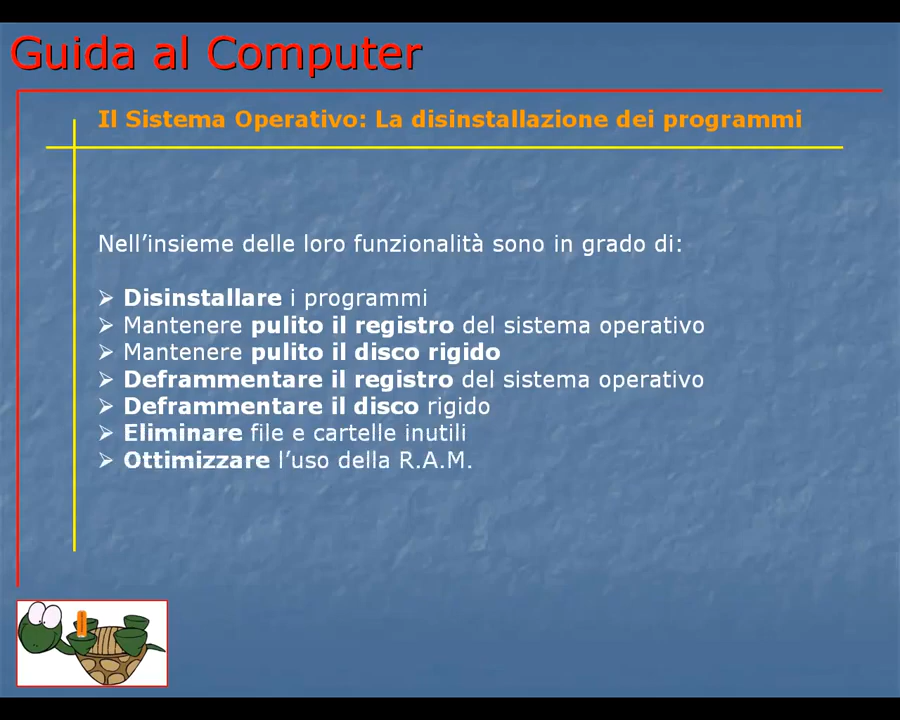 Guida al Computer
Il Sistema Operativo: La disinstallazione dei programmi
Nell’insieme delle loro funzionalità sono in grado di:
➢ Disinstallare i programmi
➢ Mantenere pulito il registro del sistema operativo
➢ Mantenere pulito il disco rigido
➢ Deframmentare il registro del sistema operativo
➢ Deframmentare il disco rigido
➢ Eliminare file e cartelle inutili
➢ Ottimizzare l’uso della R.A.M.